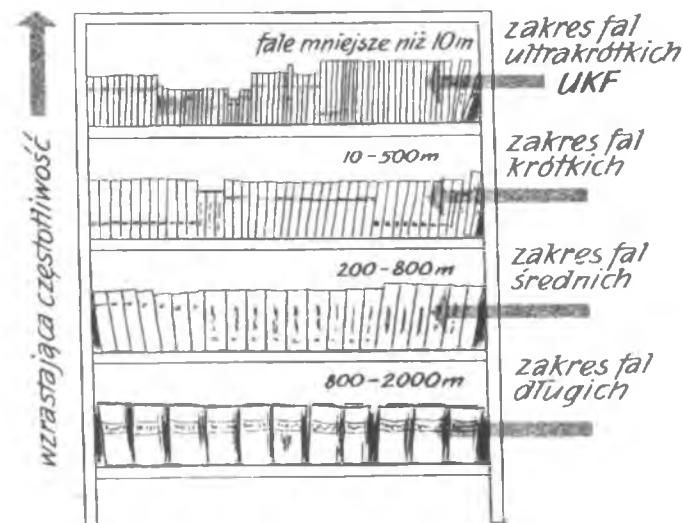 wzrastająca częstotliwość
fale mniejsze niż 10m
zakres fal
ultrakrótkich
UKF
10-500m
zakres fal
krótkich
200-800m
zakres fal
średnich
800-2000m
zakres fal
długich